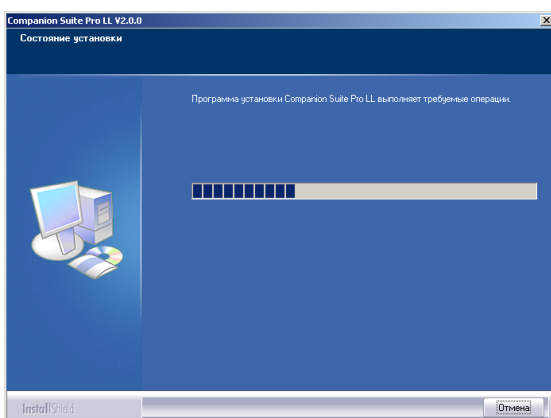 Companion Suite Pro LL V2.0.0
Состояние установки
Программа установки Companion Suite Pro LL выполняет требуемые операции.
InstallShield
Отмена